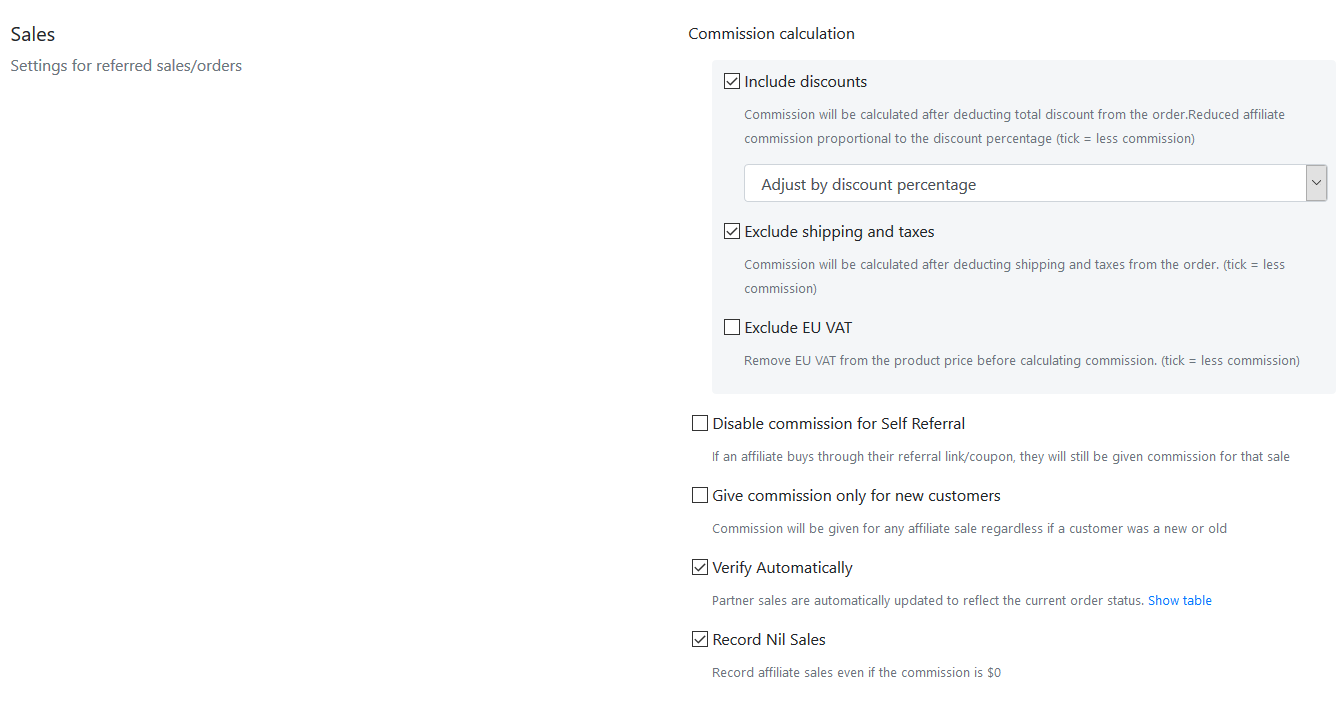 Sales
Settings for referred sales/orders
Commission calculation
Include discounts
Commission will be calculated after deducting total discount from the order.Reduced affiliate
commission proportional to the discount percentage (tick = less commission)
Adjust by discount percentage
Exclude shipping and taxes
Commission will be calculated after deducting shipping and taxes from the order. (tick = less
commission)
Exclude EU VAT
Remove EU VAT from the product price before calculating commission. (tick = less commission)
Disable commission for Self Referral
If an affiliate buys through their referral link/coupon, they will still be given commission for that sale
Give commission only for new customers
Commission will be given for any affiliate sale regardless if a customer was a new or old
Verify Automatically
Partner sales are automatically updated to reflect the current order status. Show table
Record Nil Sales
Record affiliate sales even if the commission is $0